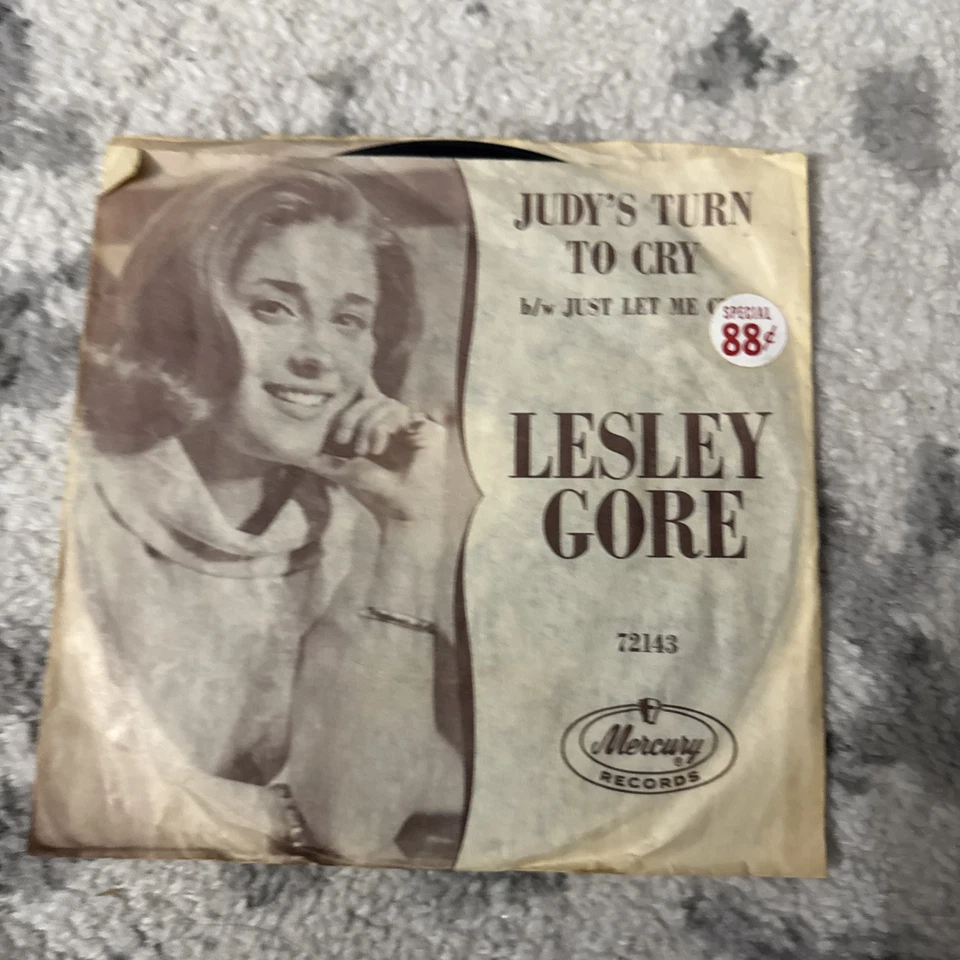 JUDY'S TURN
TO CRY
b/w JUST LET ME
SPECIAL
88¢
LESLEY
GORE
72143
Mercury
®
RECORDS